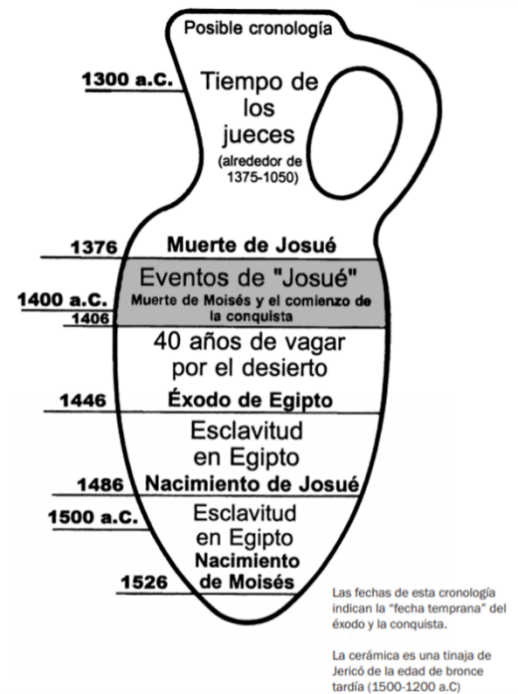 Posible cronología
1300 a.C.
Tiempo de
los
jueces
(alrededor de
1375-1050)
1376
Muerte de Josué
Eventos de "Josué"
1400 a.C.
Muerte de Moisés y el comienzo de
la conquista
1406
40 años de vagar
por el desierto
1446
Éxodo de Egipto
Esclavitud
en Egipto
1486
Nacimiento de Josué
1500 a.C.
Esclavitud
en Egipto
Nacimiento
1526
de Moisés
Las fechas de esta cronología
indican la “fecha temprana” del
éxodo y la conquista.
La cerámica es una tinaja de
Jericó de la edad de bronce
tardía (1500-1200 a.C)